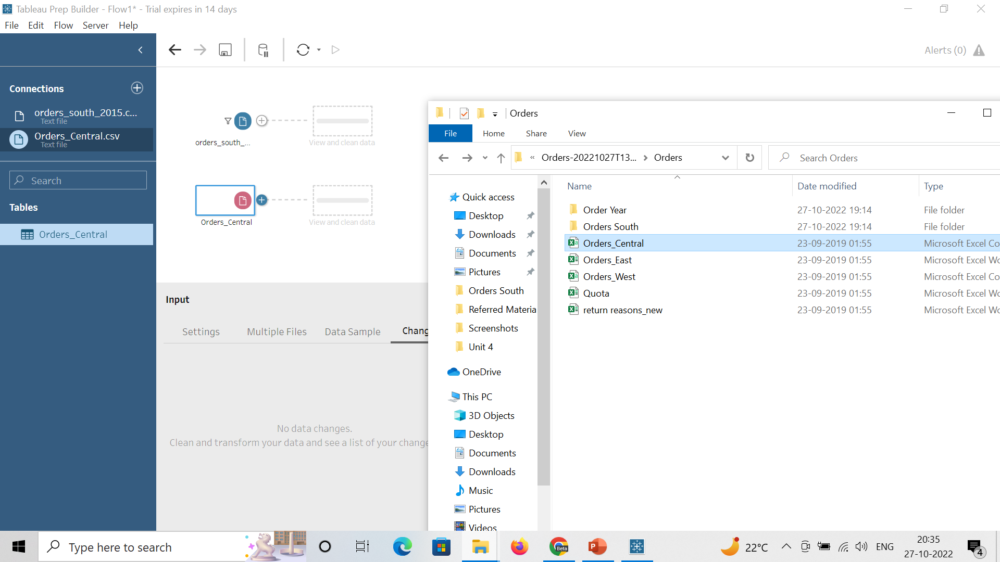 Tableau Prep Builder - Flow1* - Trial expires in 14 days
File Edit Flow Server Help
Alerts (0)
Connections
orders_south_2015.c...
Text file
Orders_Central.csv
Text file
Search
Tables
Orders_Central
orders_south_...
View and clean data
Orders_Central
View and clean data
Input
Settings Multiple Files Data Sample Chang
No data changes.
Clean and transform your data and see a list of your change
Orders
File Home Share View
« Orders-20221027T13... > Orders
Search Orders
Quick access
Desktop
Downloads
Documents
Pictures
Orders South
Referred Materia
Screenshots
Unit 4
OneDrive
This PC
3D Objects
Desktop
Documents
Downloads
Music
Pictures
Videos
Name Date modified Type
Order Year 27-10-2022 19:14 File folder
Orders South 27-10-2022 19:14 File folder
Orders_Central 23-09-2019 01:55 Microsoft Excel Co
Orders_East 23-09-2019 01:55 Microsoft Excel Wo
Orders_West 23-09-2019 01:55 Microsoft Excel Co
Quota 23-09-2019 01:55 Microsoft Excel Wo
return reasons_new 23-09-2019 01:55 Microsoft Excel Wo
Type here to search
Beta
22°C
ENG
20:35
27-10-2022
4